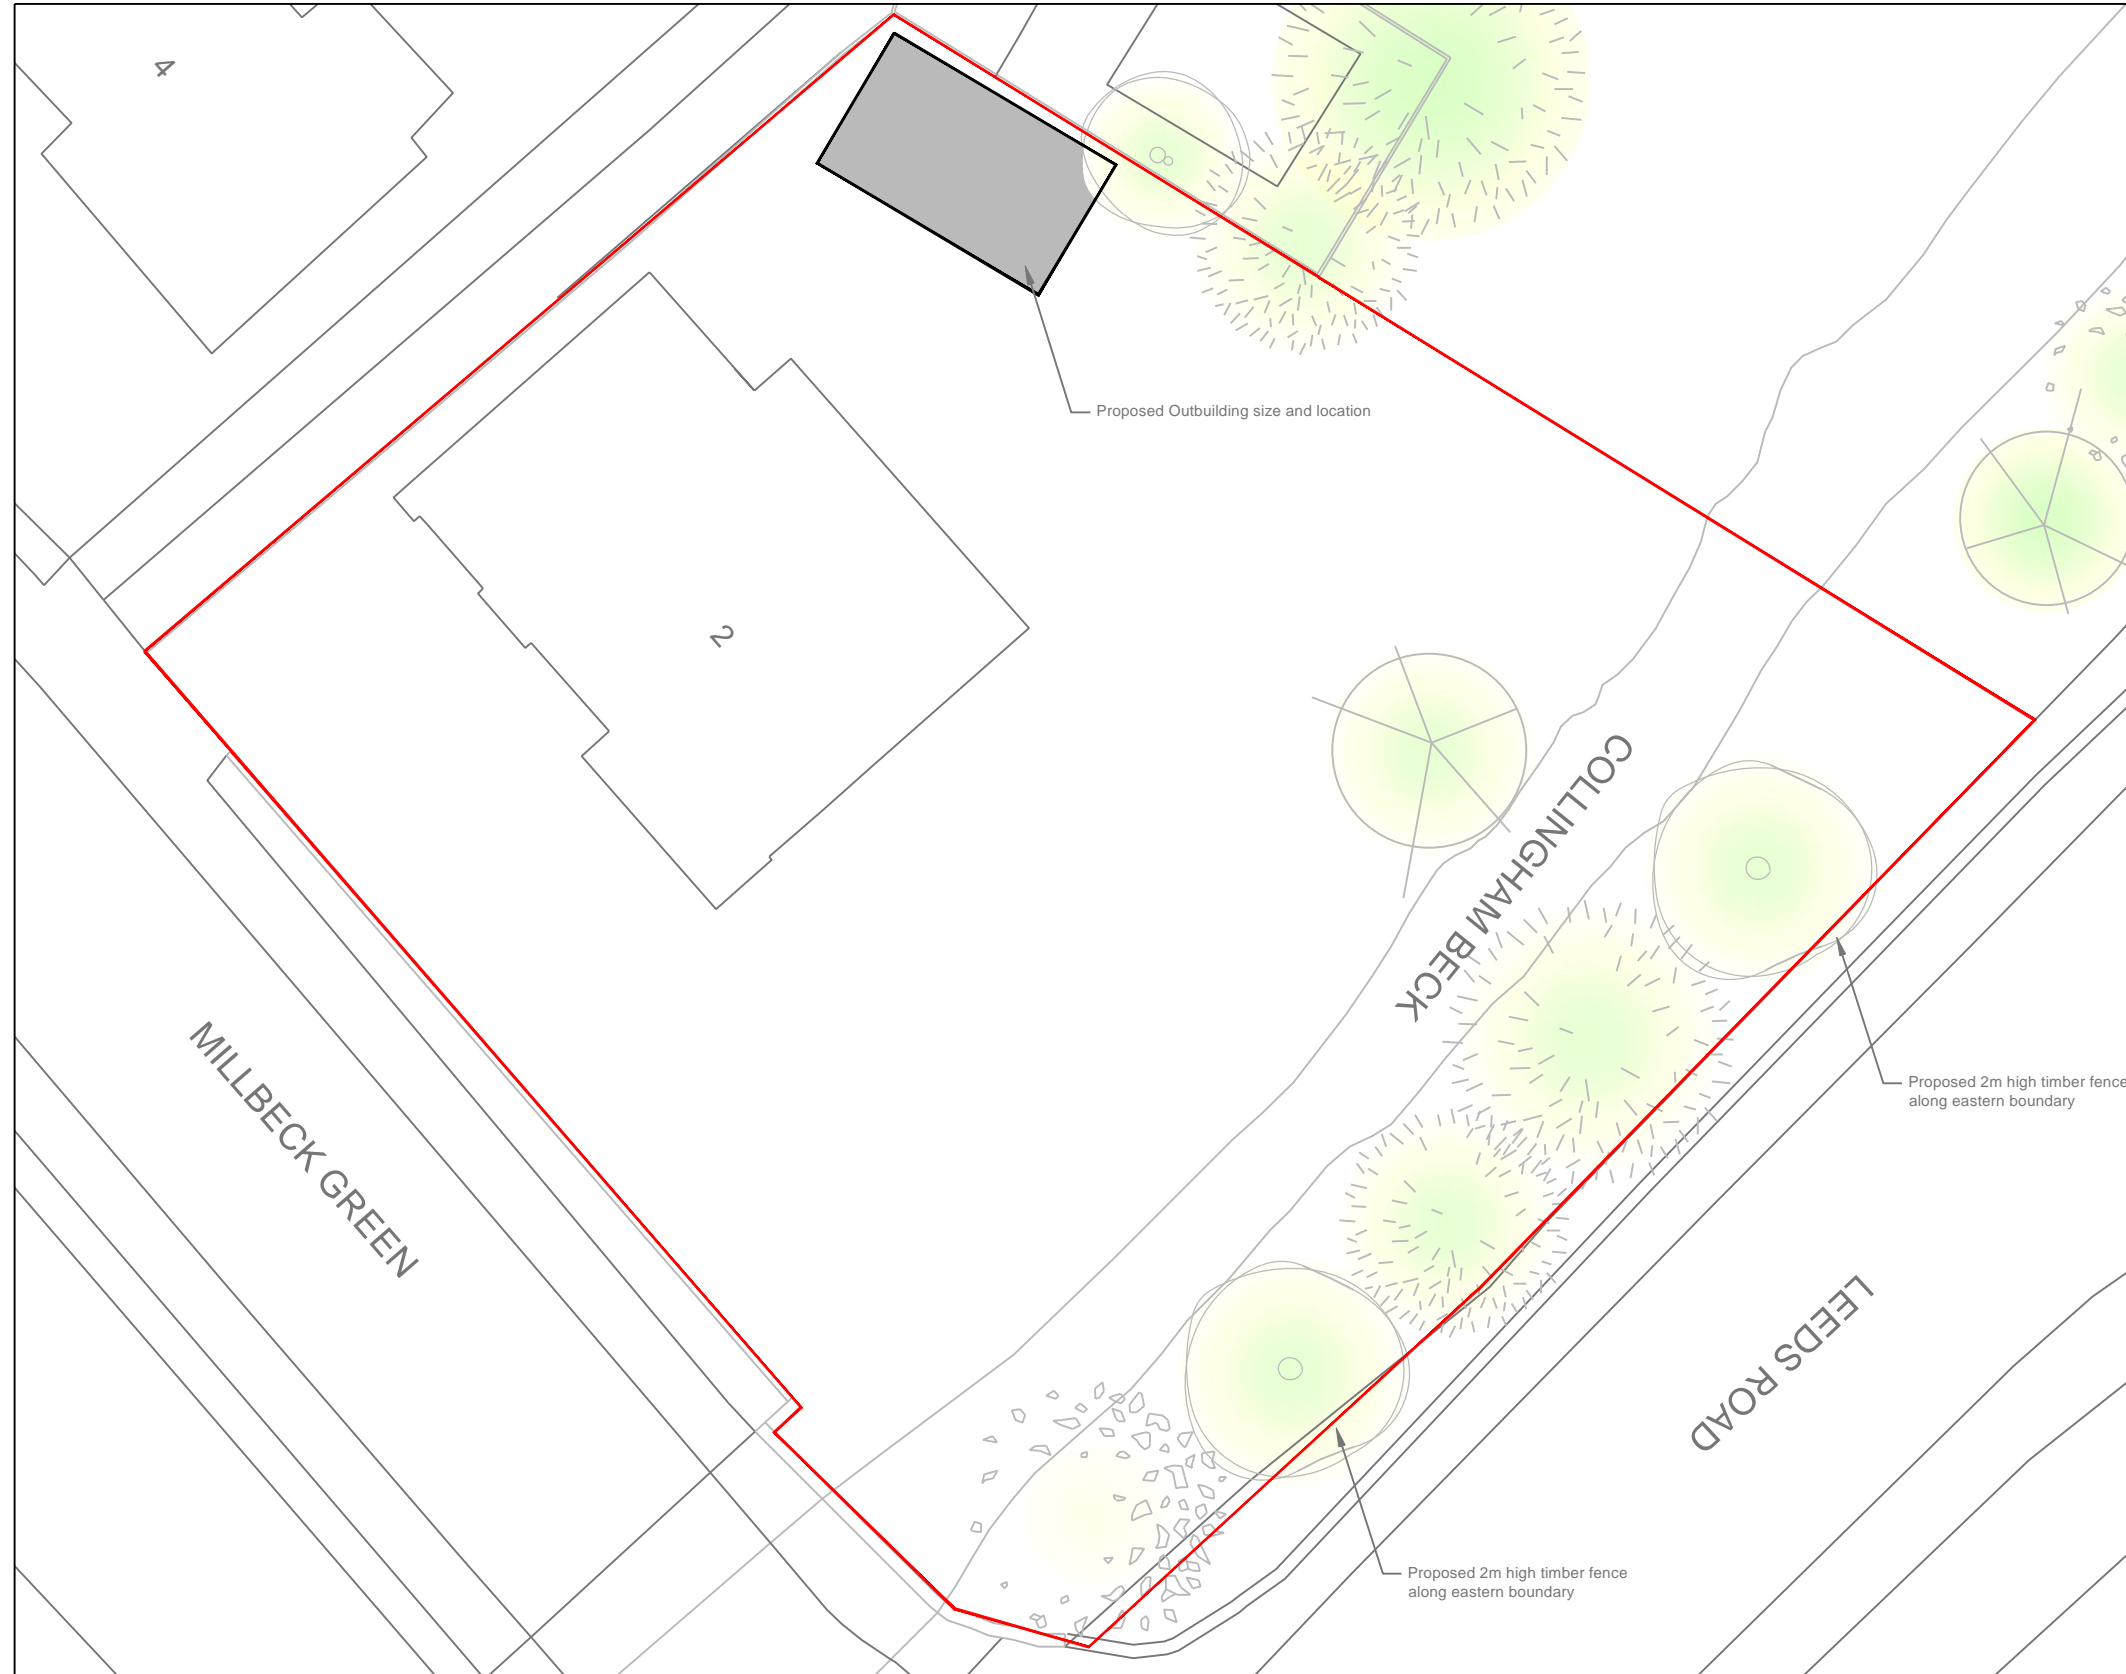 4
Proposed Outbuilding size and location
2
COLLINGHAM BECK
MILLBECK GREEN
Proposed 2m high timber fence
along eastern boundary
LEEDS ROAD
Proposed 2m high timber fence
along eastern boundary